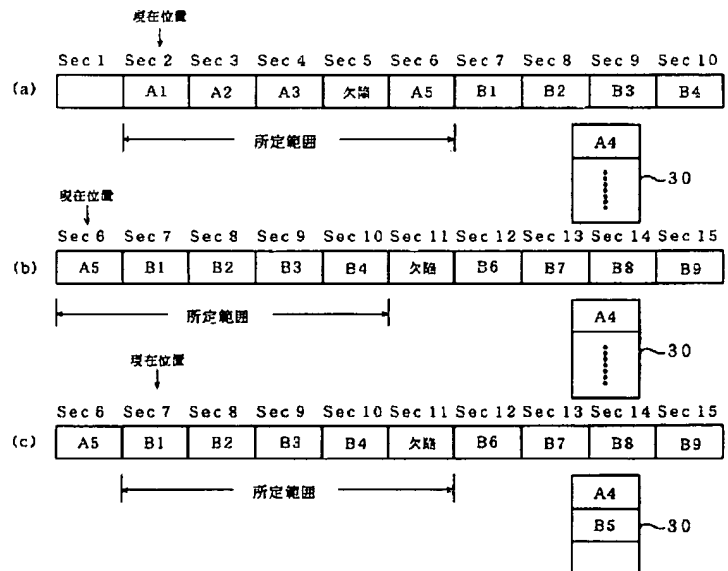 現在位置
Sec 1 Sec 2 Sec 3 Sec 4 Sec 5 Sec 6 Sec 7 Sec 8 Sec 9 Sec 10
(a) A1 A2 A3 欠陥 A5 B1 B2 B3 B4
所定範囲
A4
30
現在位置
Sec 6 Sec 7 Sec 8 Sec 9 Sec 10 Sec 11 Sec 12 Sec 13 Sec 14 Sec 15
(b) A5 B1 B2 B3 B4 欠陥 B6 B7 B8 B9
所定範囲
A4
30
現在位置
Sec 6 Sec 7 Sec 8 Sec 9 Sec 10 Sec 11 Sec 12 Sec 13 Sec 14 Sec 15
(c) A5 B1 B2 B3 B4 欠陥 B6 B7 B8 B9
所定範囲
A4
B5
30